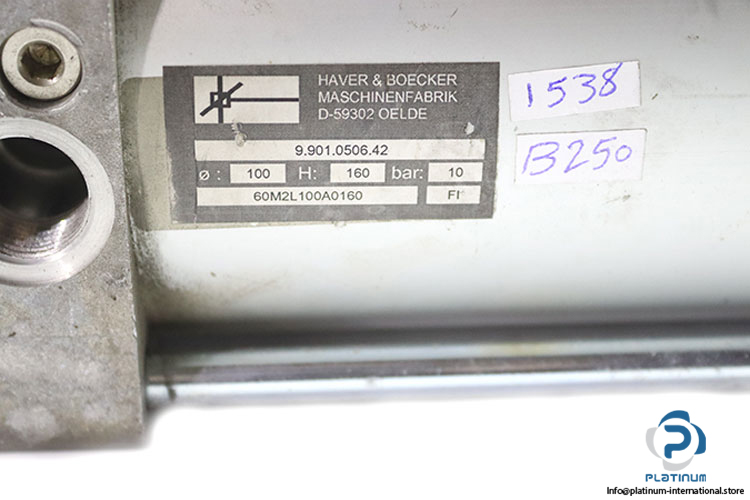 HAVER & BOECKER
MASCHINENFABRIK
D-59302 OELDE
9.901.0506.42
ø : 100 H: 160 bar: 10
60M2L100A0160 FI
1538
B250
PLATINUM
Info@platinum-international.store